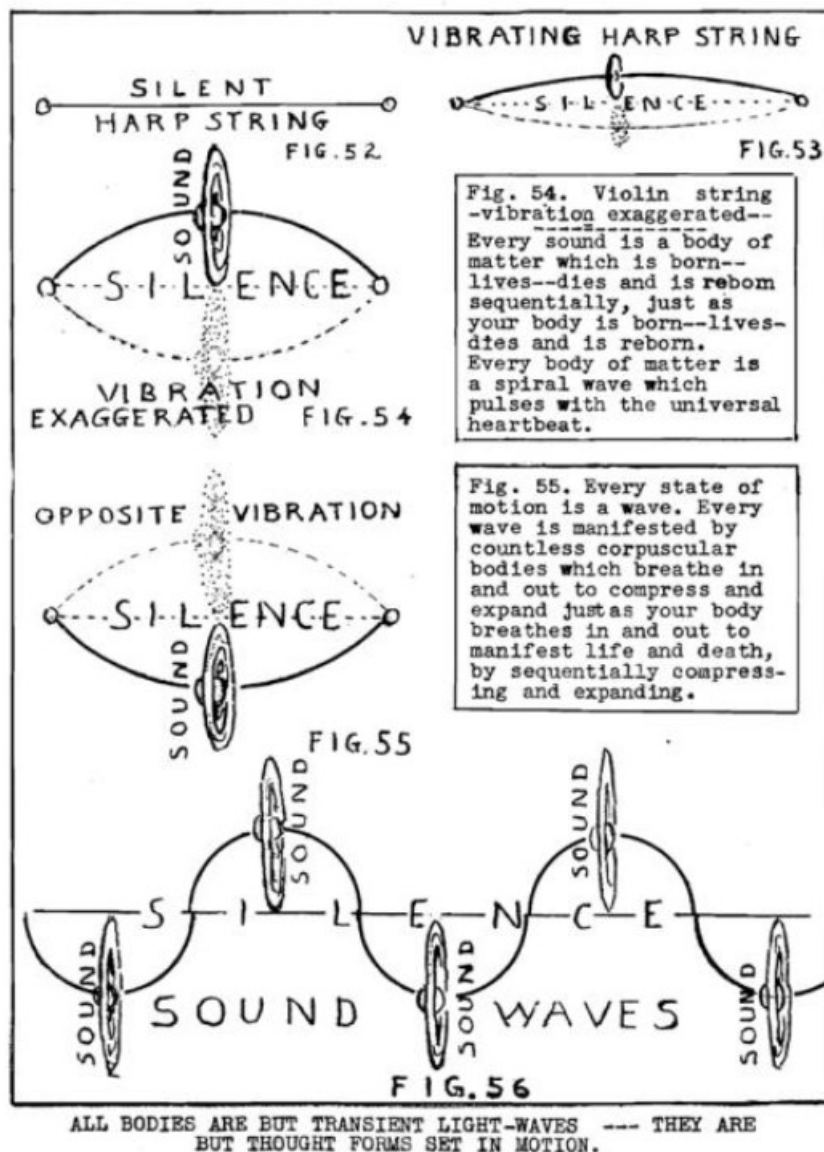 SILENT
HARP STRING
FIG.52
VIBRATING HARP STRING
SILENCE
FIG.53
SOUND
SILENCE
VIBRATION
EXAGGERATED FIG.54
Fig. 54. Violin string
-vibration exaggerated--
Every sound is a body of
matter which is born--
lives--dies and is reborn
sequentially, just as
your body is born--lives-
dies and is reborn.
Every body of matter is
a spiral wave which
pulses with the universal
heartbeat.
OPPOSITE VIBRATION
SILENCE
SOUND
FIG.55
Fig. 55. Every state of
motion is a wave. Every
wave is manifested by
countless corpuscular
bodies which breathe in
and out to compress and
expand just as your body
breathes in and out to
manifest life and death,
by sequentially compress-
ing and expanding.
SOUND
SOUND
SILENCE
SOUND
SOUND
SOUND
SOUND WAVES
FIG.56
ALL BODIES ARE BUT TRANSIENT LIGHT-WAVES --- THEY ARE
BUT THOUGHT FORMS SET IN MOTION.